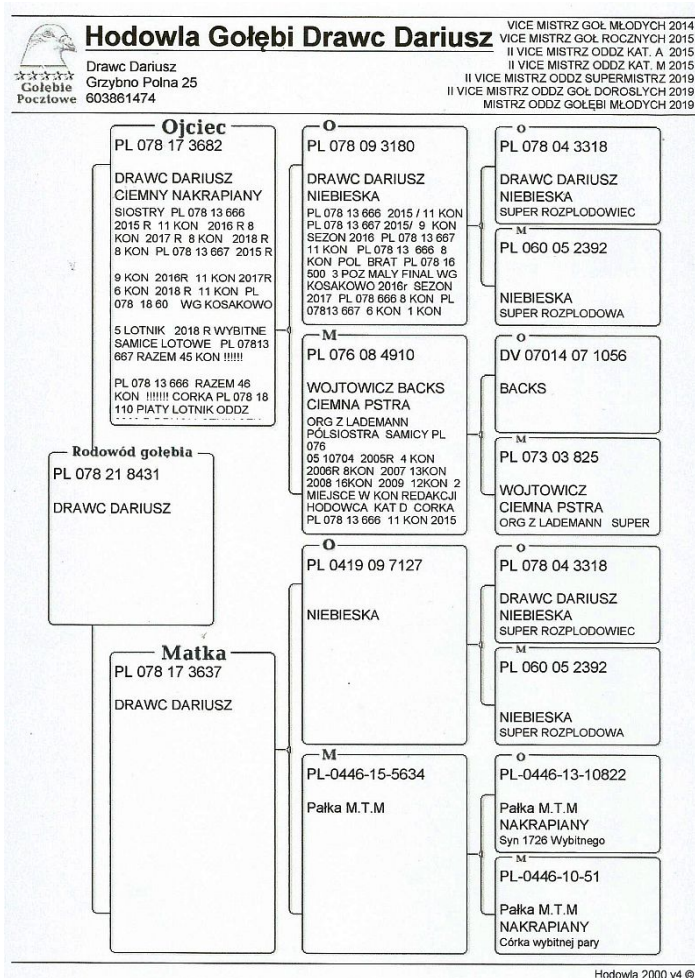 Hodowla Gołębi Drawc Dariusz
Drawc Dariusz
Grzybno Polna 25
603861474
Gołębie
Pocztowe
VICE MISTRZ GOŁ MŁODYCH 2014
VICE MISTRZ GOŁ ROCZNYCH 2015
II VICE MISTRZ ODDZ KAT. A 2015
II VICE MISTRZ ODDZ KAT. M 2015
II VICE MISTRZ ODDZ SUPERMISTRZ 2019
II VICE MISTRZ ODDZ GOŁ DOROSLYCH 2019
MISTRZ ODDZ GOŁĘBI MŁODYCH 2019
Rodowód gołębia
PL 078 21 8431
DRAWC DARIUSZ
Ojciec
PL 078 17 3682
DRAWC DARIUSZ
CIEMNY NAKRAPIANY
SIOSTRY PL 078 13 666
2015 R 11 KON 2016 R 8
KON 2017 R 8 KON 2018 R
8 KON PL 078 13 667 2015 R
9 KON 2016R 11 KON 2017R
6 KON 2018 R 11 KON PL
078 18 60 WG KOSAKOWO
5 LOTNIK 2018 R WYBITNE
SAMICE LOTOWE PL 07813
667 RAZEM 45 KON !!!!!!
PL 078 13 666 RAZEM 46
KON !!!!!!! CORKA PL 078 18
110 PIATY LOTNIK ODDZ
Matka
PL 078 17 3637
DRAWC DARIUSZ
O
PL 078 09 3180
DRAWC DARIUSZ
NIEBIESKA
PL 078 13 666 2015 / 11 KON
PL 078 13 667 2015/ 9 KON
SEZON 2016 PL 078 13 667
11 KON PL 078 13 666 8
KON POL BRAT PL 078 16
500 3 POZ MALY FINAL WG
KOSAKOWO 2016r SEZON
2017 PL 078 666 8 KON PL
07813 667 6 KON 1 KON
M
PL 076 08 4910
WOJTOWICZ BACKS
CIEMNA PSTRA
ORG Z LADEMANN
PÓLSIOSTRA SAMICY PL
076
05 10704 2005R 4 KON
2006R 8KON 2007 13KON
2008 16KON 2009 12KON 2
MIEJSCE W KON REDAKCJI
HODOWCA KAT D CORKA
PL 078 13 666 11 KON 2015
O
PL 0419 09 7127
NIEBIESKA
M
PL-0446-15-5634
Pałka M.T.M
O
PL 078 04 3318
DRAWC DARIUSZ
NIEBIESKA
SUPER ROZPLODOWIEC
M
PL 060 05 2392
NIEBIESKA
SUPER ROZPLODOWA
O
DV 07014 07 1056
BACKS
M
PL 073 03 825
WOJTOWICZ
CIEMNA PSTRA
ORG Z LADEMANN SUPER
O
PL 078 04 3318
DRAWC DARIUSZ
NIEBIESKA
SUPER ROZPLODOWIEC
M
PL 060 05 2392
NIEBIESKA
SUPER ROZPLODOWA
O
PL-0446-13-10822
Pałka M.T.M
NAKRAPIANY
Syn 1726 Wybitnego
M
PL-0446-10-51
Pałka M.T.M
NAKRAPIANY
Córka wybitnej pary
Hodowla 2000 v4 ©